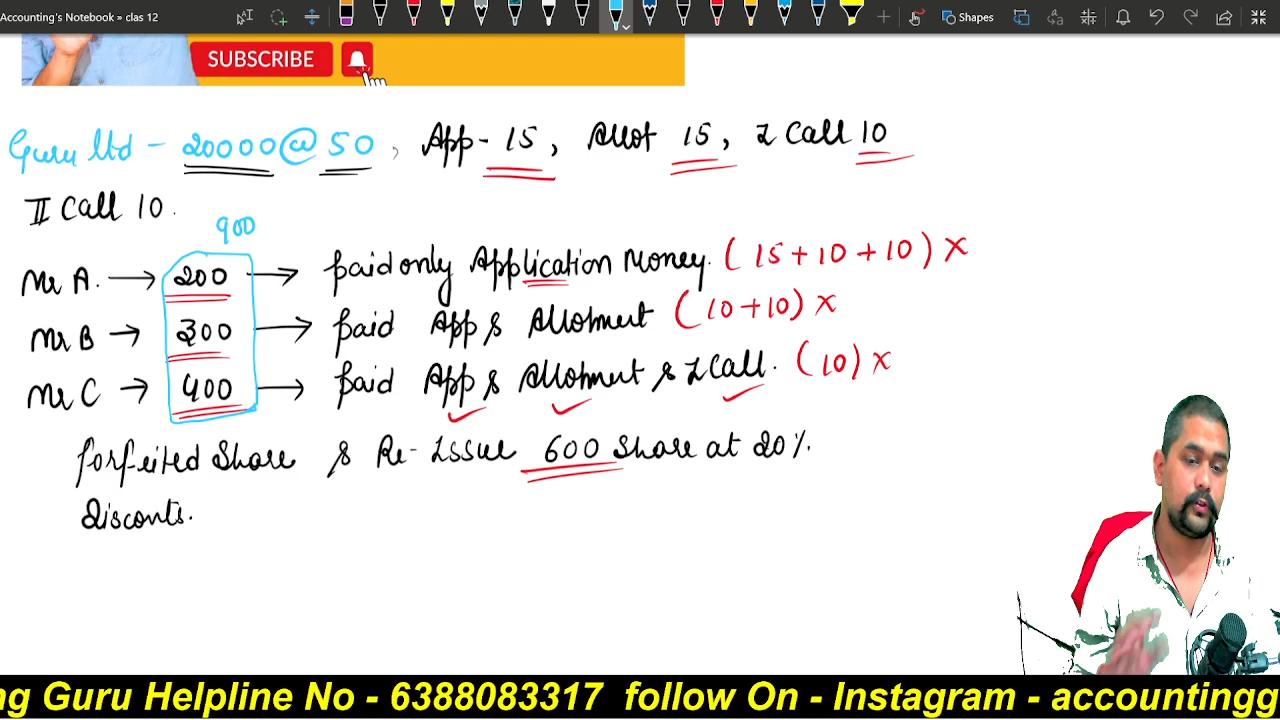 Accounting's Notebook » clas 12
Shapes
SUBSCRIBE
Guru ltd - 20000 @ 50, App - 15, Allot 15, I Call 10
II Call 10.
900
Mr A. → 200 → paid only Application Money. (15 + 10 + 10) X
Mr B → 300 → paid App & Allotment (10 + 10) X
Mr C → 400 → paid App & Allotment & I Call. (10) X
forfeited Share & Re-Issue 600 Share at 20%
Disconts.
ng Guru Helpline No - 6388083317 follow On - Instagram - accountingg